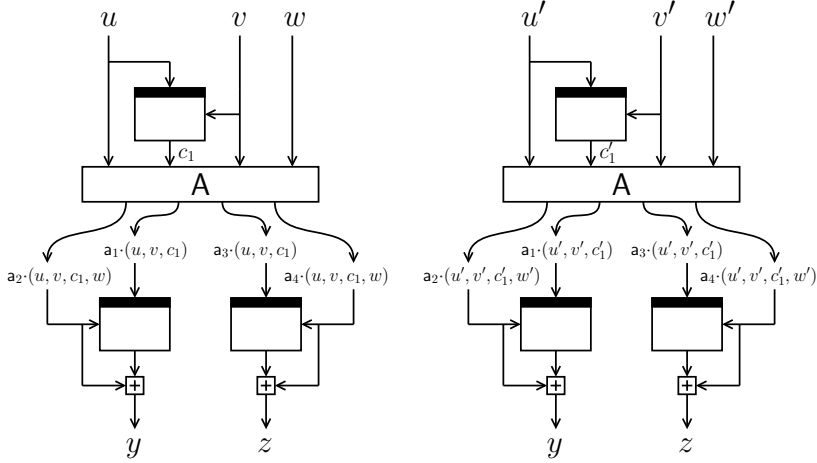 u v w u′ v′ w′
c₁ c′₁
A A
a₁·(u, v, c₁) a₃·(u, v, c₁) a₁·(u′, v′, c′₁) a₃·(u′, v′, c′₁)
a₂·(u, v, c₁, w) a₄·(u, v, c₁, w) a₂·(u′, v′, c′₁, w′) a₄·(u′, v′, c′₁, w′)
+ + + +
y z y z